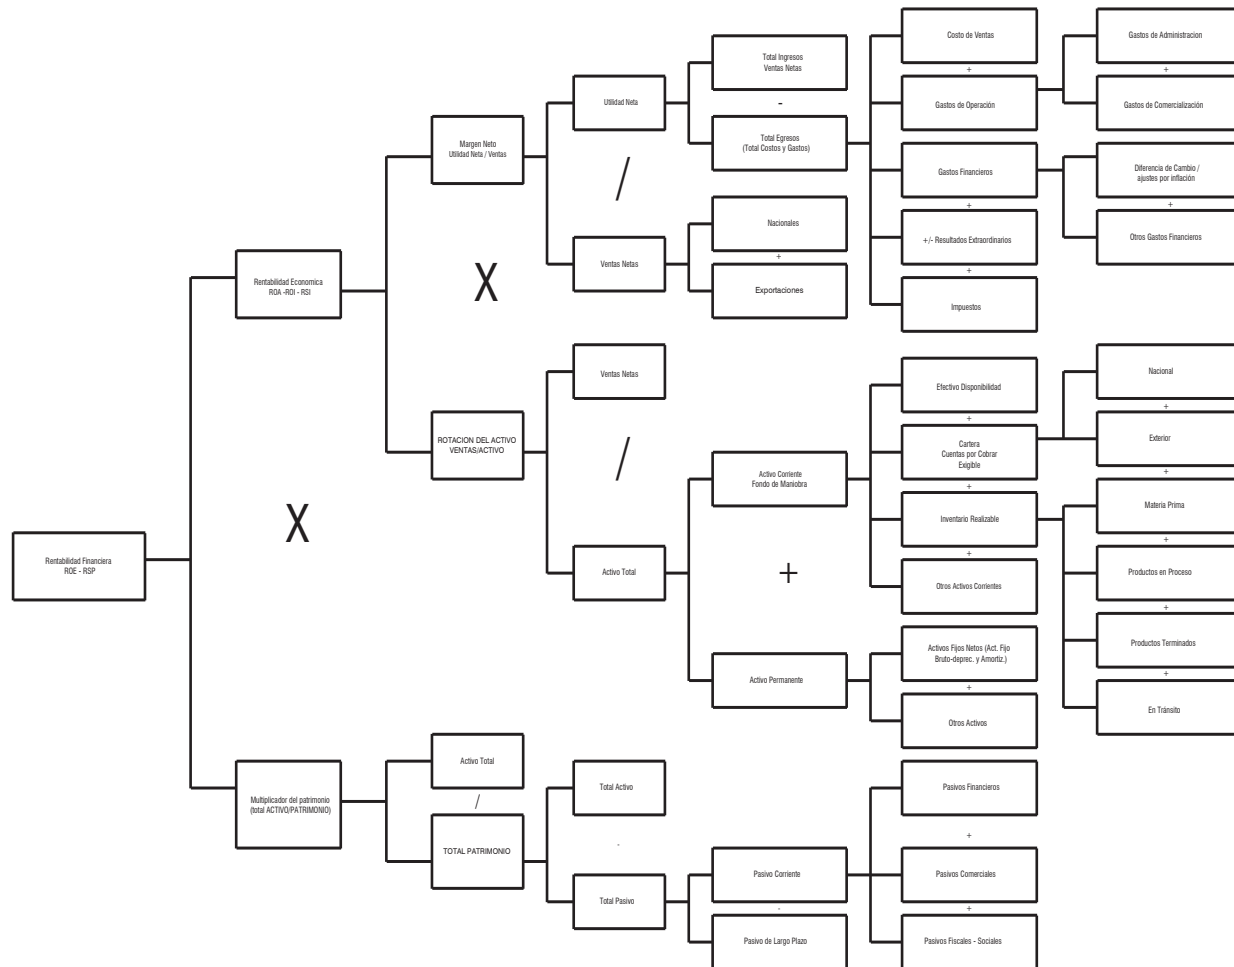 Rentabilidad Financiera
ROE - RSP
X
Rentabilidad Economica
ROA -ROI - RSI
Multiplicador del patrimonio
(total ACTIVO/PATRIMONIO)
X
Margen Neto
Utilidad Neta / Ventas
ROTACION DEL ACTIVO
VENTAS/ACTIVO
Activo Total
/
TOTAL PATRIMONIO
Utilidad Neta
/
Ventas Netas
Ventas Netas
/
Activo Total
Total Activo
-
Total Pasivo
Total Ingresos
Ventas Netas
-
Total Egresos
(Total Costos y Gastos)
Nacionales
+
Exportaciones
Activo Corriente
Fondo de Maniobra
+
Activo Permanente
Pasivo Corriente
-
Pasivo de Largo Plazo
Costo de Ventas
+
Gastos de Operación
Gastos Financieros
+
+/- Resultados Extraordinarios
+
Impuestos
Efectivo Disponibilidad
+
Cartera
Cuentas por Cobrar
Exigible
+
Inventario Realizable
+
Otros Activos Corrientes
Activos Fijos Netos (Act. Fijo
Bruto-deprec. y Amortiz.)
+
Otros Activos
Pasivos Financieros
+
Pasivos Comerciales
+
Pasivos Fiscales - Sociales
Gastos de Administracion
+
Gastos de Comercialización
Diferencia de Cambio /
ajustes por inflación
+
Otros Gastos Financieros
Nacional
+
Exterior
+
Materia Prima
+
Productos en Proceso
+
Productos Terminados
+
En Tránsito